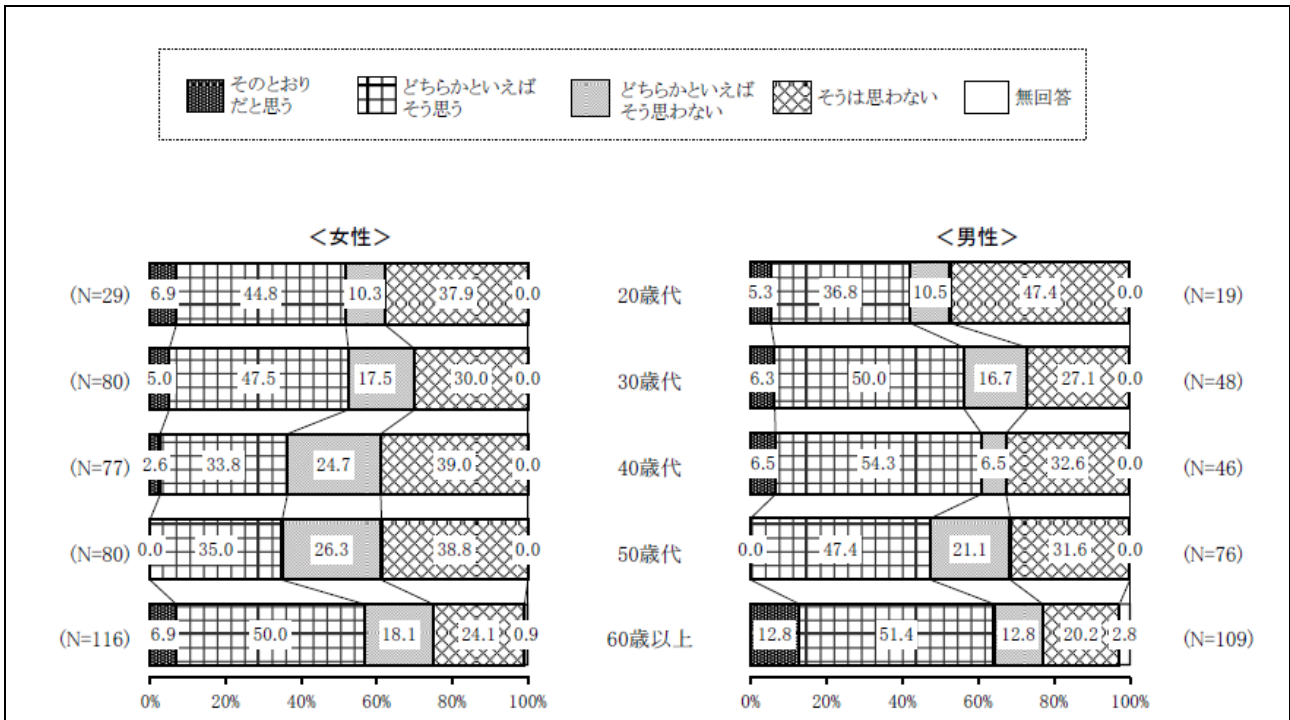 そのとおり
だと思う
どちらかといえば
そう思う
どちらかといえば
そう思わない
そうは思わない
無回答
＜女性＞
＜男性＞
(N=29) 6.9 44.8 10.3 37.9 0.0 20歳代 5.3 36.8 10.5 47.4 0.0 (N=19)
(N=80) 5.0 47.5 17.5 30.0 0.0 30歳代 6.3 50.0 16.7 27.1 0.0 (N=48)
(N=77) 2.6 33.8 24.7 39.0 0.0 40歳代 6.5 54.3 6.5 32.6 0.0 (N=46)
(N=80) 0.0 35.0 26.3 38.8 0.0 50歳代 0.0 47.4 21.1 31.6 0.0 (N=76)
(N=116) 6.9 50.0 18.1 24.1 0.9 60歳以上 12.8 51.4 12.8 20.2 2.8 (N=109)
0% 20% 40% 60% 80% 100% 0% 20% 40% 60% 80% 100%